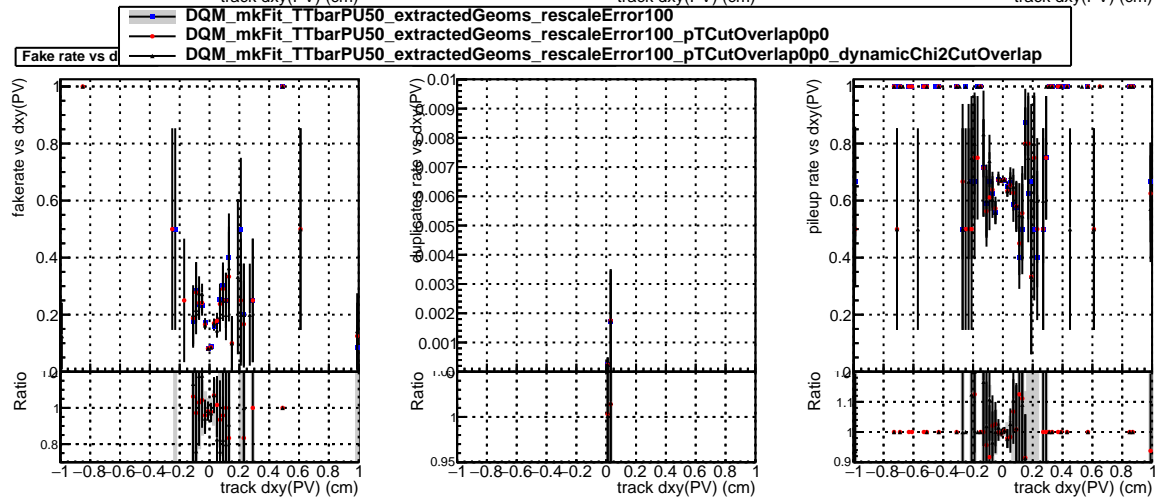 track dxy(PV) (cm) track dxy(PV) (cm) track dxy(PV) (cm)
DQM_mkFit_TTbarPU50_extractedGeoms_rescaleError100
DQM_mkFit_TTbarPU50_extractedGeoms_rescaleError100_pTCutOverlap0p0
DQM_mkFit_TTbarPU50_extractedGeoms_rescaleError100_pTCutOverlap0p0_dynamicChi2CutOverlap
Fake rate vs d
fakerate vs dxy(PV)
1
0.8
0.6
0.4
0.2
0
Ratio
1
0.8
−1 −0.8 −0.6 −0.4 −0.2 0 0.2 0.4 0.6 0.8 1
track dxy(PV) (cm)
duplicates rate vs dxy(PV)
0.01
0.009
0.008
0.007
0.006
0.005
0.004
0.003
0.002
0.001
0
Ratio
1
0.95
−1 −0.8 −0.6 −0.4 −0.2 0 0.2 0.4 0.6 0.8 1
track dxy(PV) (cm)
pileup rate vs dxy(PV)
1
0.8
0.6
0.4
0.2
0
Ratio
1.1
1
0.9
−1 −0.8 −0.6 −0.4 −0.2 0 0.2 0.4 0.6 0.8 1
track dxy(PV) (cm)